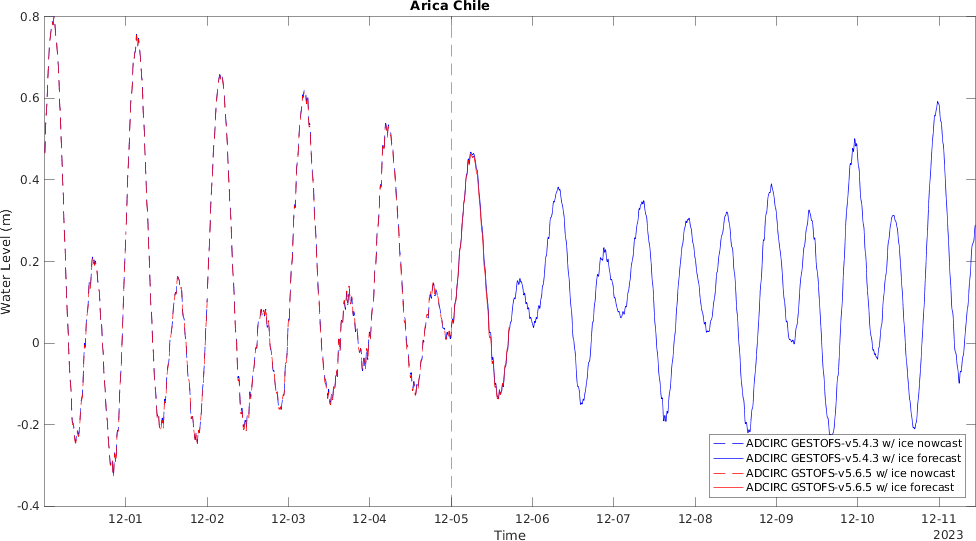 Arica Chile
0.8
0.6
0.4
0.2
0
-0.2
-0.4
Water Level (m)
ADCIRC GESTOFS-v5.4.3 w/ ice nowcast
ADCIRC GESTOFS-v5.4.3 w/ ice forecast
ADCIRC GSTOFS-v5.6.5 w/ ice nowcast
ADCIRC GSTOFS-v5.6.5 w/ ice forecast
12-01 12-02 12-03 12-04 12-05 12-06 12-07 12-08 12-09 12-10 12-11
Time 2023